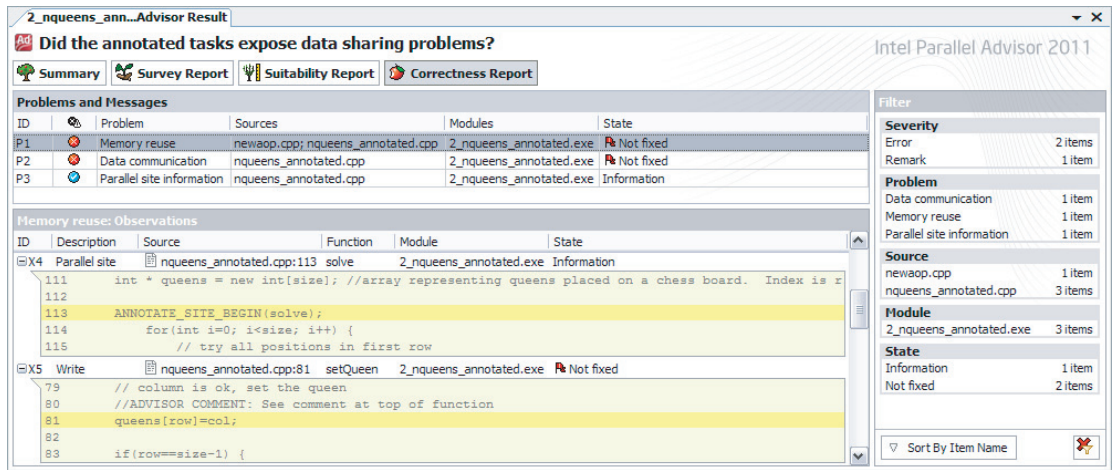 2_nqueens_ann...Advisor Result
Did the annotated tasks expose data sharing problems?
Intel Parallel Advisor 2011
Summary Survey Report Suitability Report Correctness Report
Problems and Messages
ID Problem Sources Modules State
P1 Memory reuse newaop.cpp; nqueens_annotated.cpp 2_nqueens_annotated.exe Not fixed
P2 Data communication nqueens_annotated.cpp 2_nqueens_annotated.exe Not fixed
P3 Parallel site information nqueens_annotated.cpp 2_nqueens_annotated.exe Information
Memory reuse: Observations
ID Description Source Function Module State
X4 Parallel site nqueens_annotated.cpp:113 solve 2_nqueens_annotated.exe Information
111 int * queens = new int[size]; //array representing queens placed on a chess board. Index is r
112
113 ANNOTATE_SITE_BEGIN(solve);
114 for(int i=0; i<size; i++) {
115 // try all positions in first row
X5 Write nqueens_annotated.cpp:81 setQueen 2_nqueens_annotated.exe Not fixed
79 // column is ok, set the queen
80 //ADVISOR COMMENT: See comment at top of function
81 queens[row]=col;
82
83 if(row==size-1) {
Filter
Severity
Error 2 items
Remark 1 item
Problem
Data communication 1 item
Memory reuse 1 item
Parallel site information 1 item
Source
newaop.cpp 1 item
nqueens_annotated.cpp 3 items
Module
2_nqueens_annotated.exe 3 items
State
Information 1 item
Not fixed 2 items
Sort By Item Name